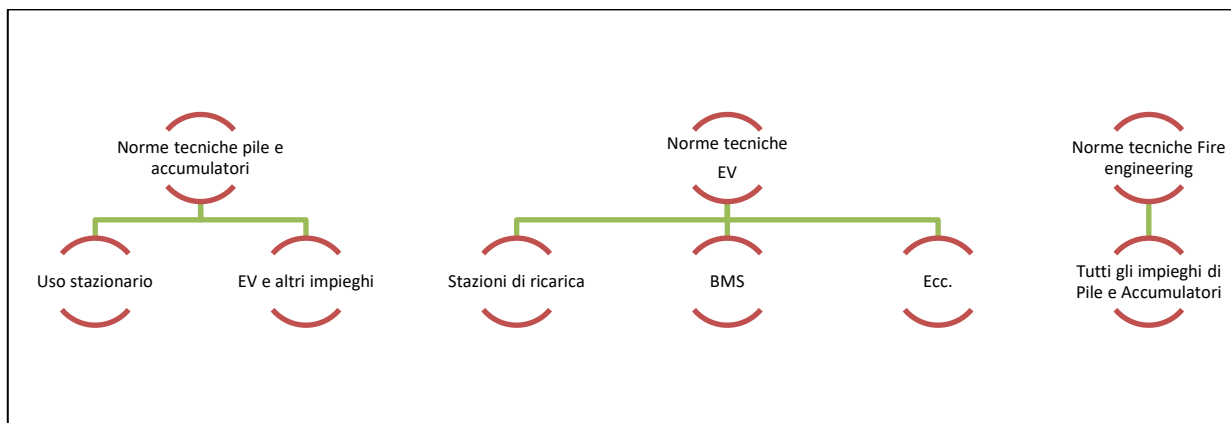 Norme tecniche pile e
accumulatori
Norme tecniche
EV
Norme tecniche Fire
engineering
Uso stazionario
EV e altri impieghi
Stazioni di ricarica
BMS
Ecc.
Tutti gli impieghi di
Pile e Accumulatori